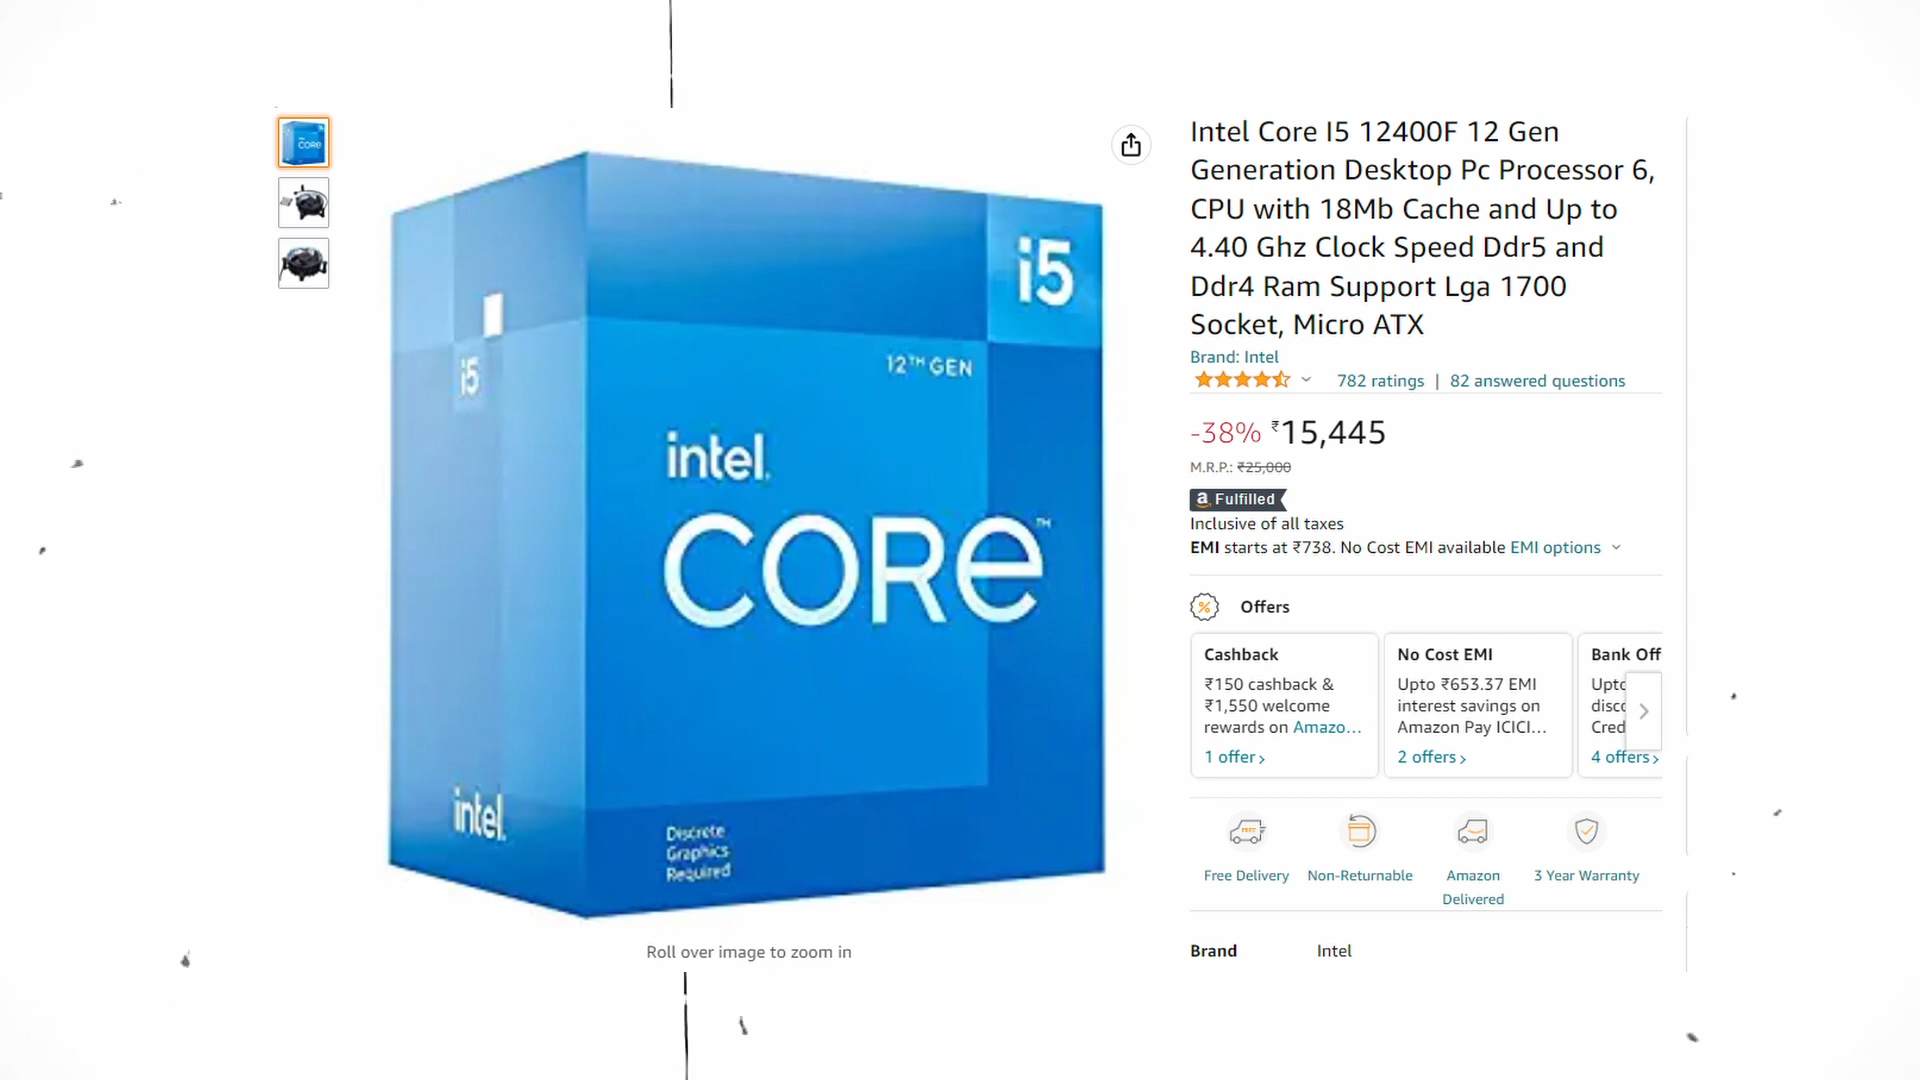 CORE
i5
12TH GEN
i5
intel.
CORE™
intel.
Discrete
Graphics
Required
Roll over image to zoom in
Intel Core I5 12400F 12 Gen
Generation Desktop Pc Processor 6,
CPU with 18Mb Cache and Up to
4.40 Ghz Clock Speed Ddr5 and
Ddr4 Ram Support Lga 1700
Socket, Micro ATX
Brand: Intel
782 ratings | 82 answered questions
-38% ₹15,445
M.R.P.: ₹25,000
a Fulfilled
Inclusive of all taxes
EMI starts at ₹738. No Cost EMI available EMI options
% Offers
Cashback
₹150 cashback &
₹1,550 welcome
rewards on Amazo...
1 offer ›
No Cost EMI
Upto ₹653.37 EMI
interest savings on
Amazon Pay ICICI...
2 offers ›
Bank Off
Upto
disc
Cred
4 offers ›
FREE
Free Delivery
Non-Returnable
Amazon
Delivered
3 Year Warranty
Brand Intel